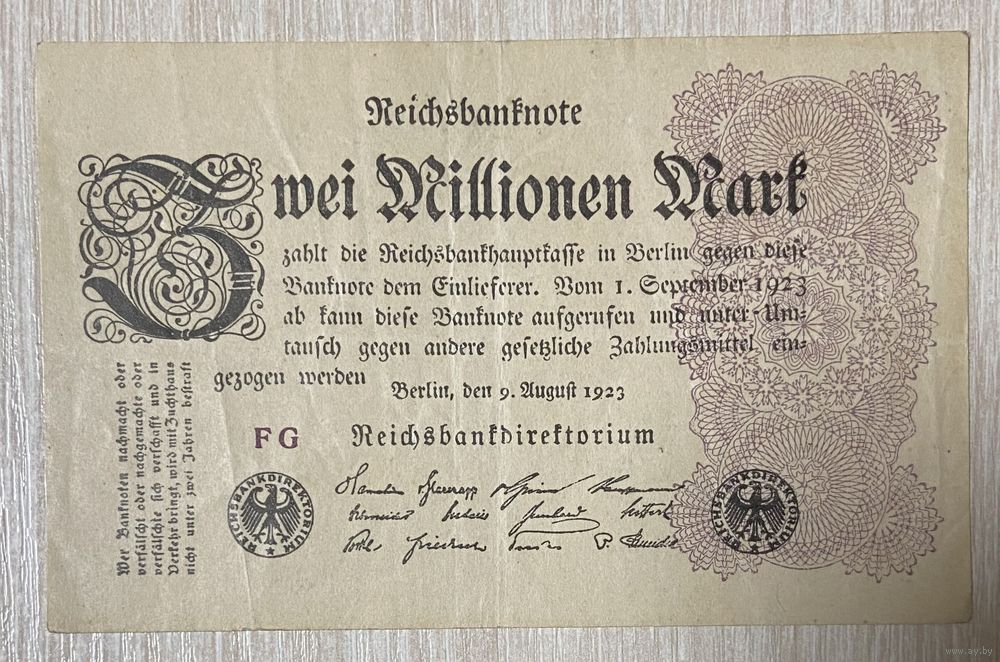 Reichsbanknote
Zwei Millionen Mark
zahlt die Reichsbankhauptkasse in Berlin gegen diese
Banknote dem Einlieferer. Vom 1. September 1923
ab kann diese Banknote aufgerufen und unter Um=
tausch gegen andere gesetzliche Zahlungsmittel ein=
gezogen werden
Berlin, den 9. August 1923
FG
Reichsbankdirektorium
REICHSBANKDIREKTORIUM
REICHSBANKDIREKTORIUM
Wer Banknoten nachmacht oder
verfälscht oder nachgemachte oder
verfälschte sich verschafft und in
Verkehr bringt, wird mit Zuchthaus
nicht unter zwei Jahren bestraft
www.ay.by